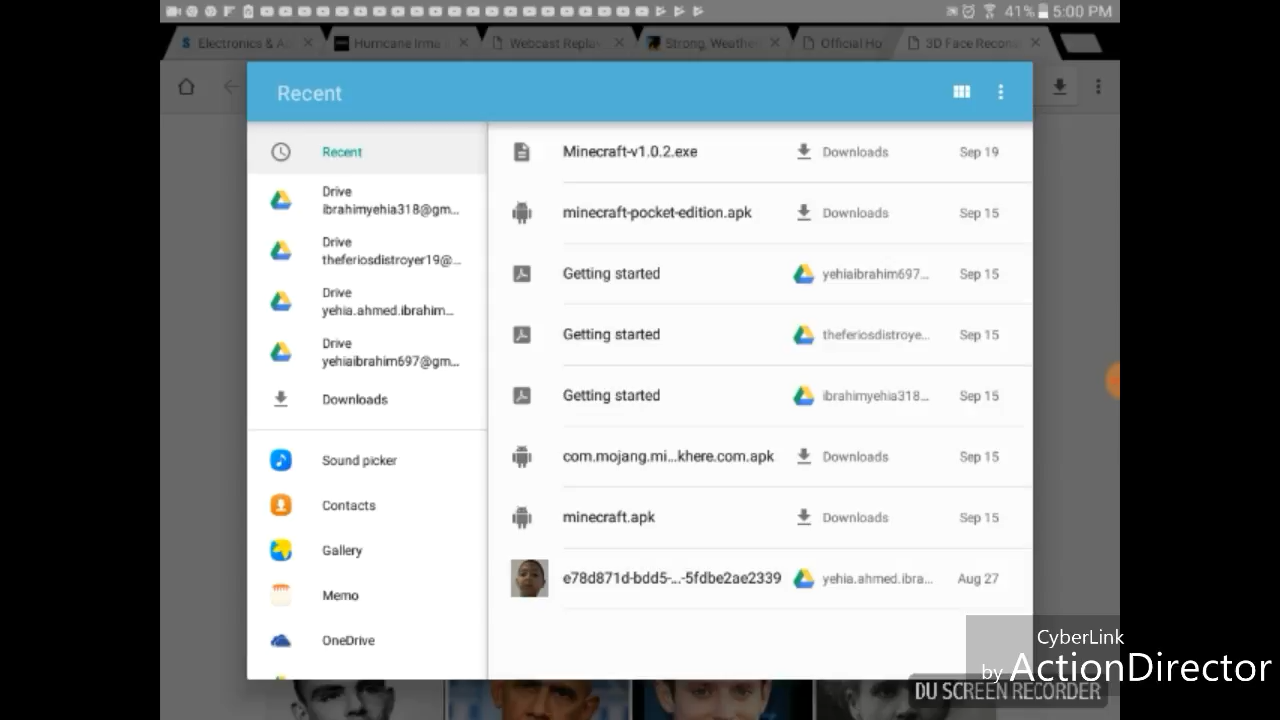 41% 5:00 PM
Electronics & A
Hurricane Irma
Webcast Replay
Strong, Weathe
Official Ho
3D Face Recons
Recent
Recent
Drive
ibrahimyehia318@gm...
Drive
theferiosdistroyer19@...
Drive
yehia.ahmed.ibrahim...
Drive
yehiaibrahim697@gm...
Downloads
Sound picker
Contacts
Gallery
Memo
OneDrive
Minecraft-v1.0.2.exe Downloads Sep 19
minecraft-pocket-edition.apk Downloads Sep 15
Getting started yehiaibrahim697... Sep 15
Getting started theferiosdistroye... Sep 15
Getting started ibrahimyehia318... Sep 15
com.mojang.mi...khere.com.apk Downloads Sep 15
minecraft.apk Downloads Sep 15
e78d871d-bdd5-...-5fdbe2ae2339 yehia.ahmed.ibra... Aug 27
CyberLink
by ActionDirector
DU SCREEN RECORDER